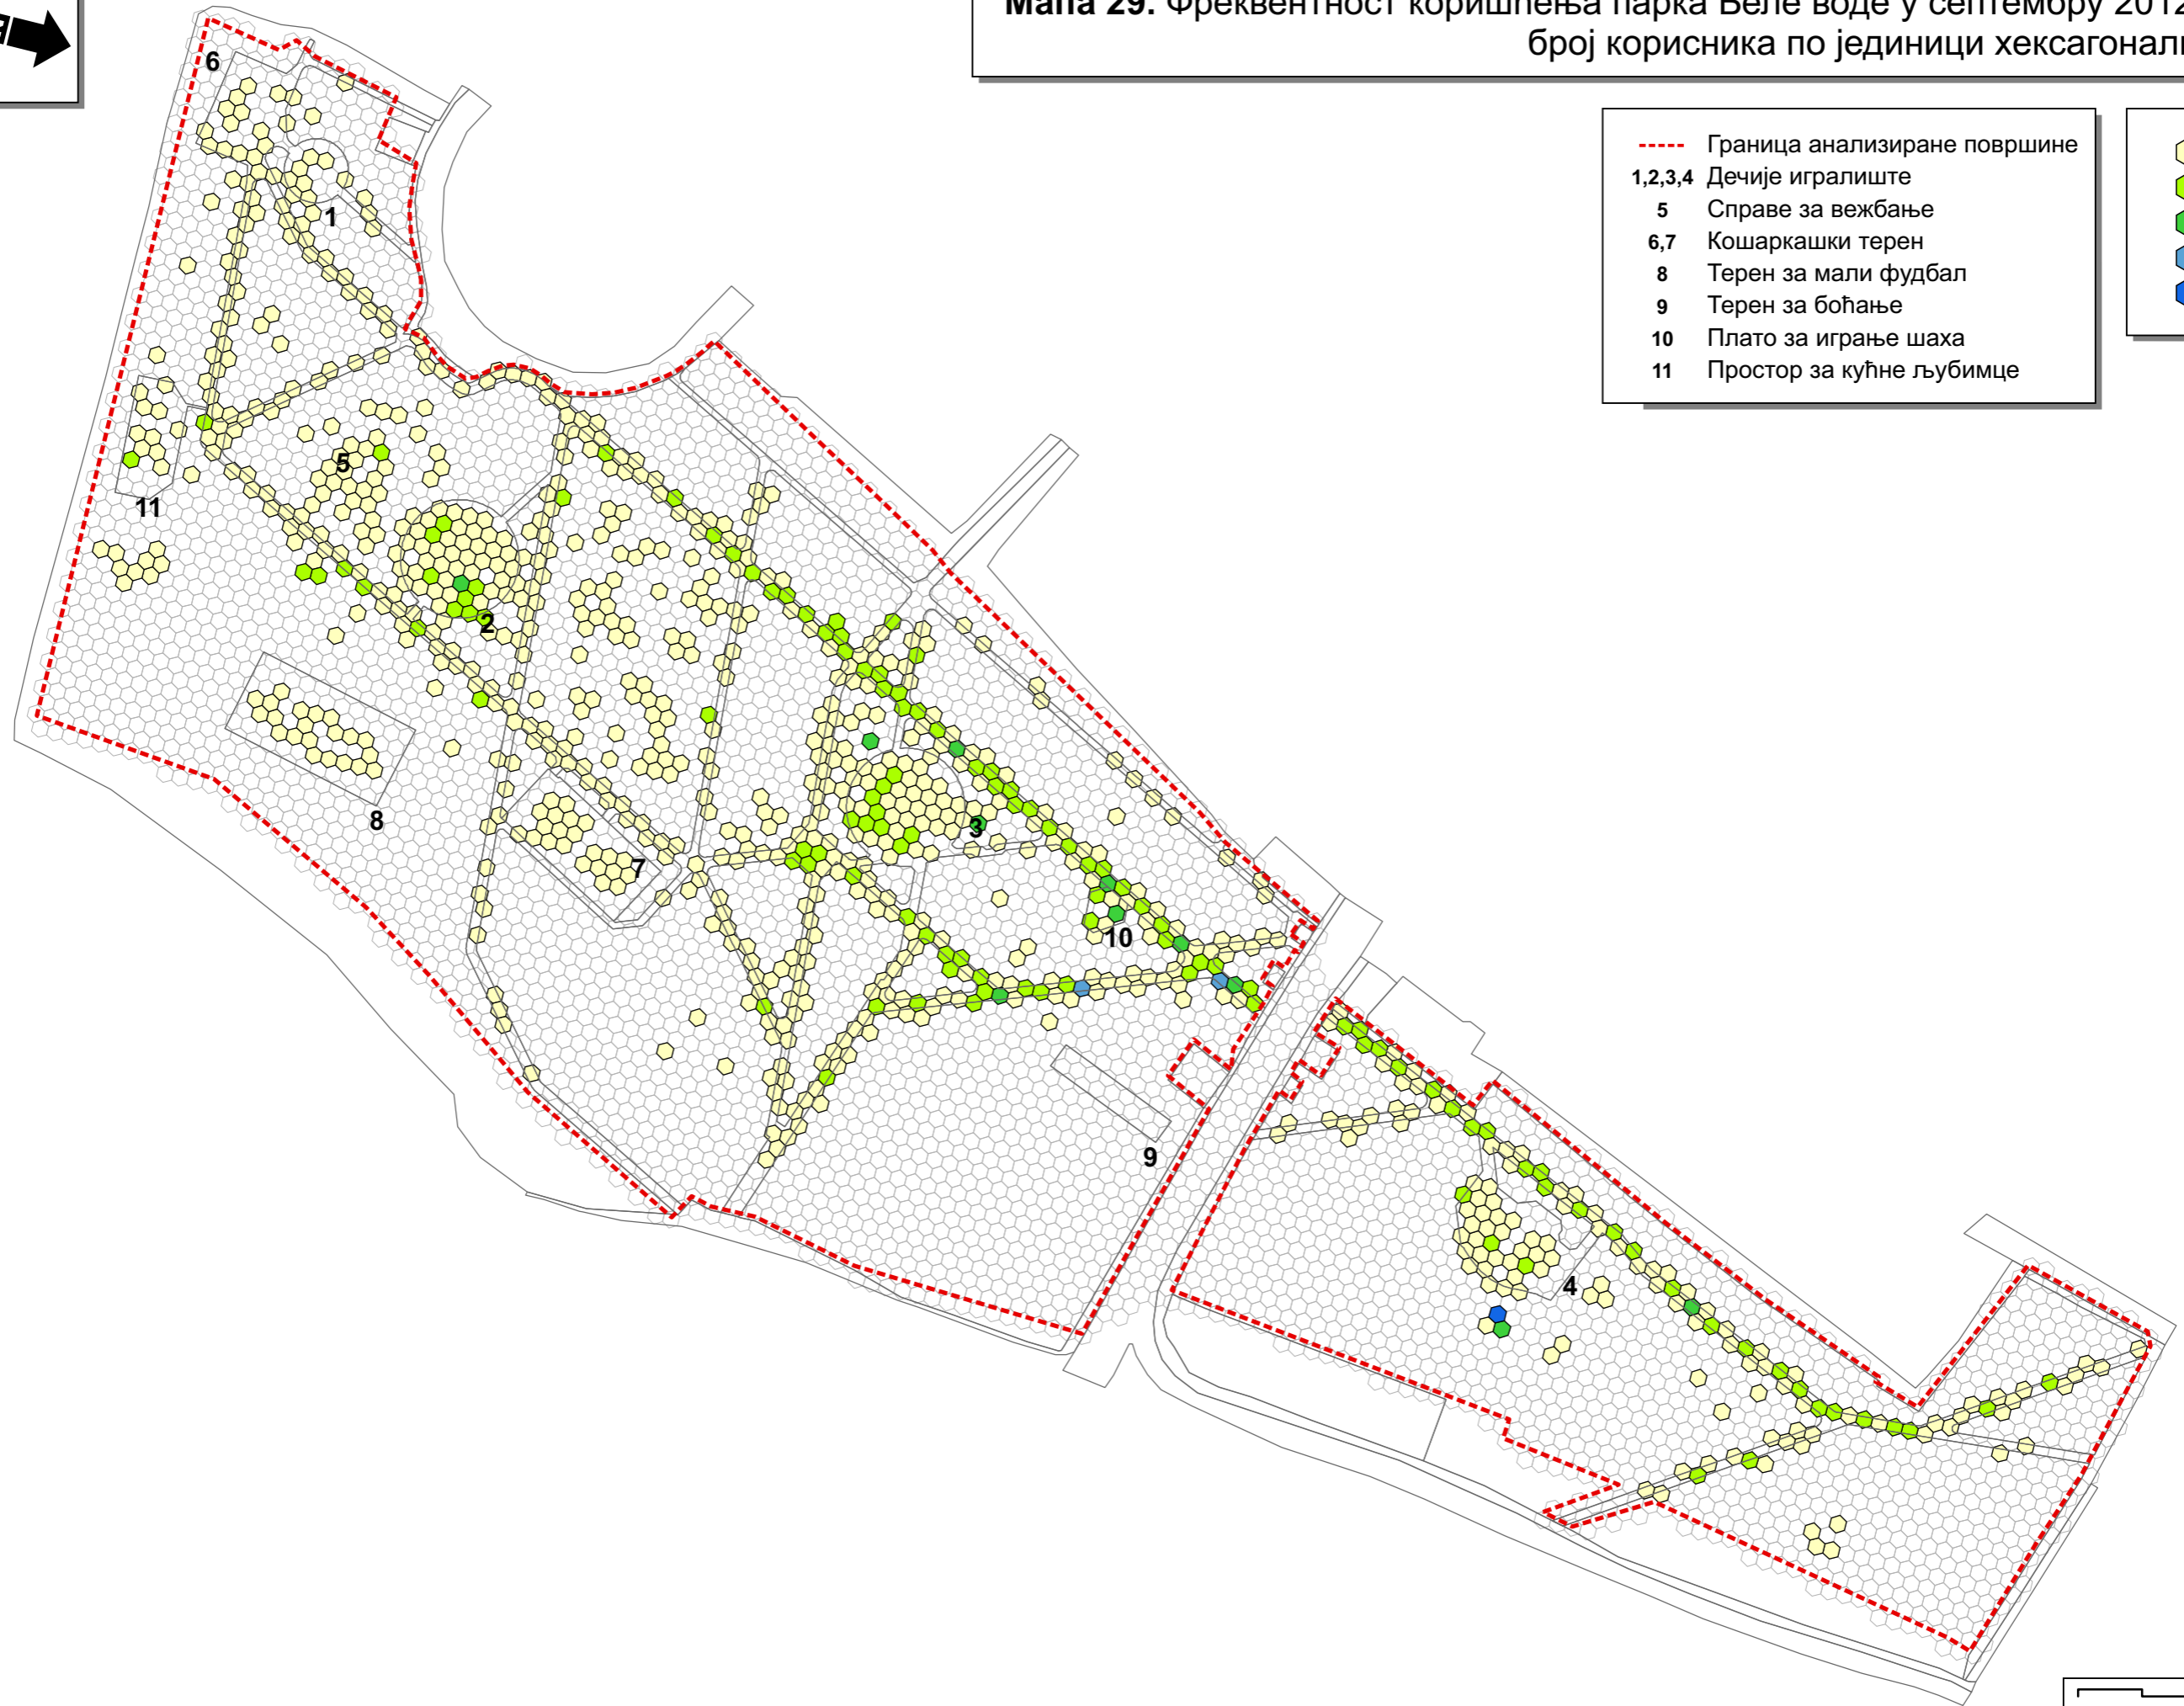 Мапа 29. Фреквентност коришћења парка Беле воде у септембру 2012
број корисника по јединици
Граница анализиране површине
1,2,3,4 Дечије игралиште
5 Справе за вежбање
6,7 Кошаркашки терен
8 Терен за мали фудбал
9 Терен за боћање
10 Плато за играње шаха
11 Простор за кућне љубимце
6
1
5
11
2
8
7
3
10
9
4